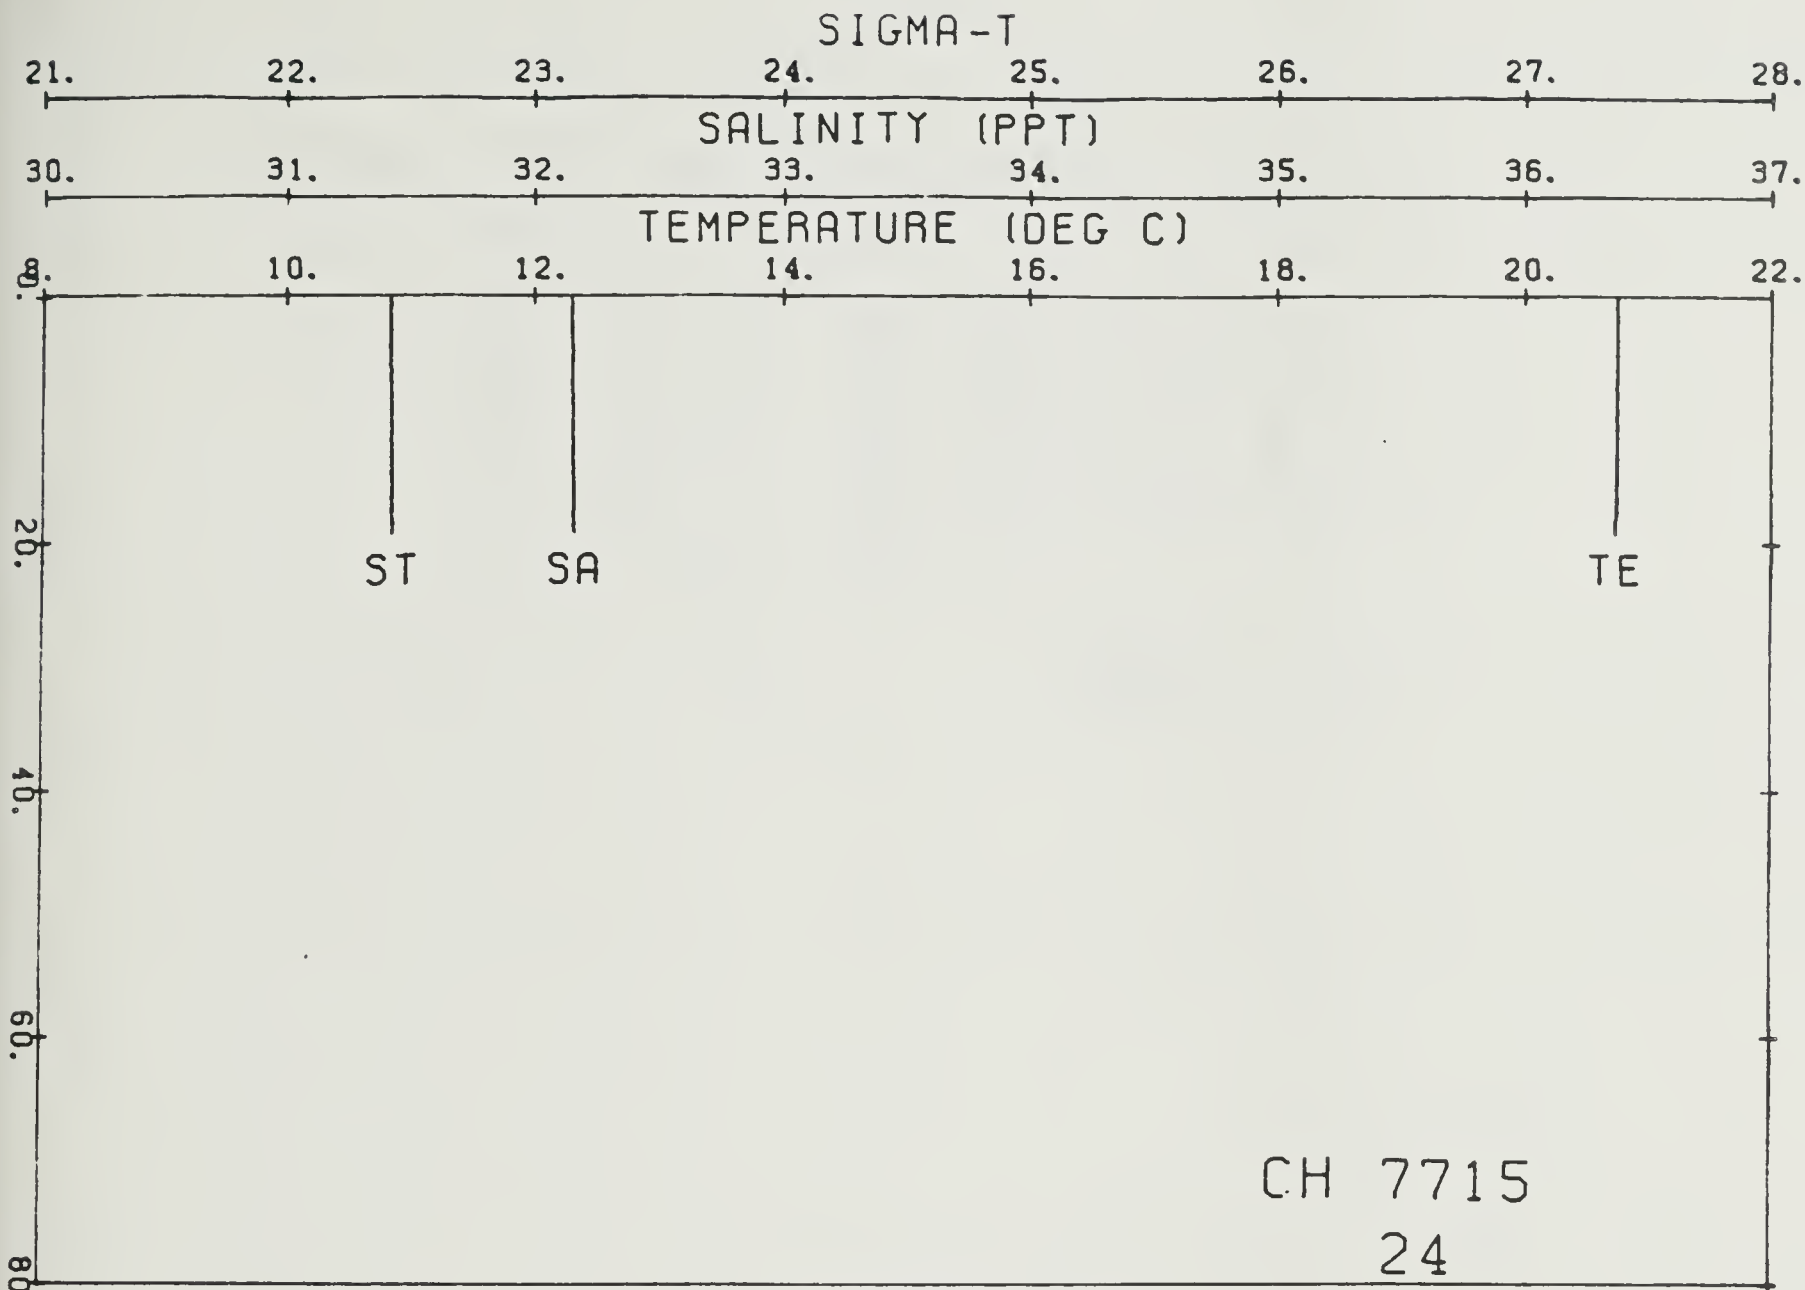 SIGMA-T
21. 22. 23. 24. 25. 26. 27. 28.
SALINITY (PPT)
30. 31. 32. 33. 34. 35. 36. 37.
TEMPERATURE (DEG C)
8. 10. 12. 14. 16. 18. 20. 22.
0.
20.
ST SA TE
40.
60.
CH 7715
24
80